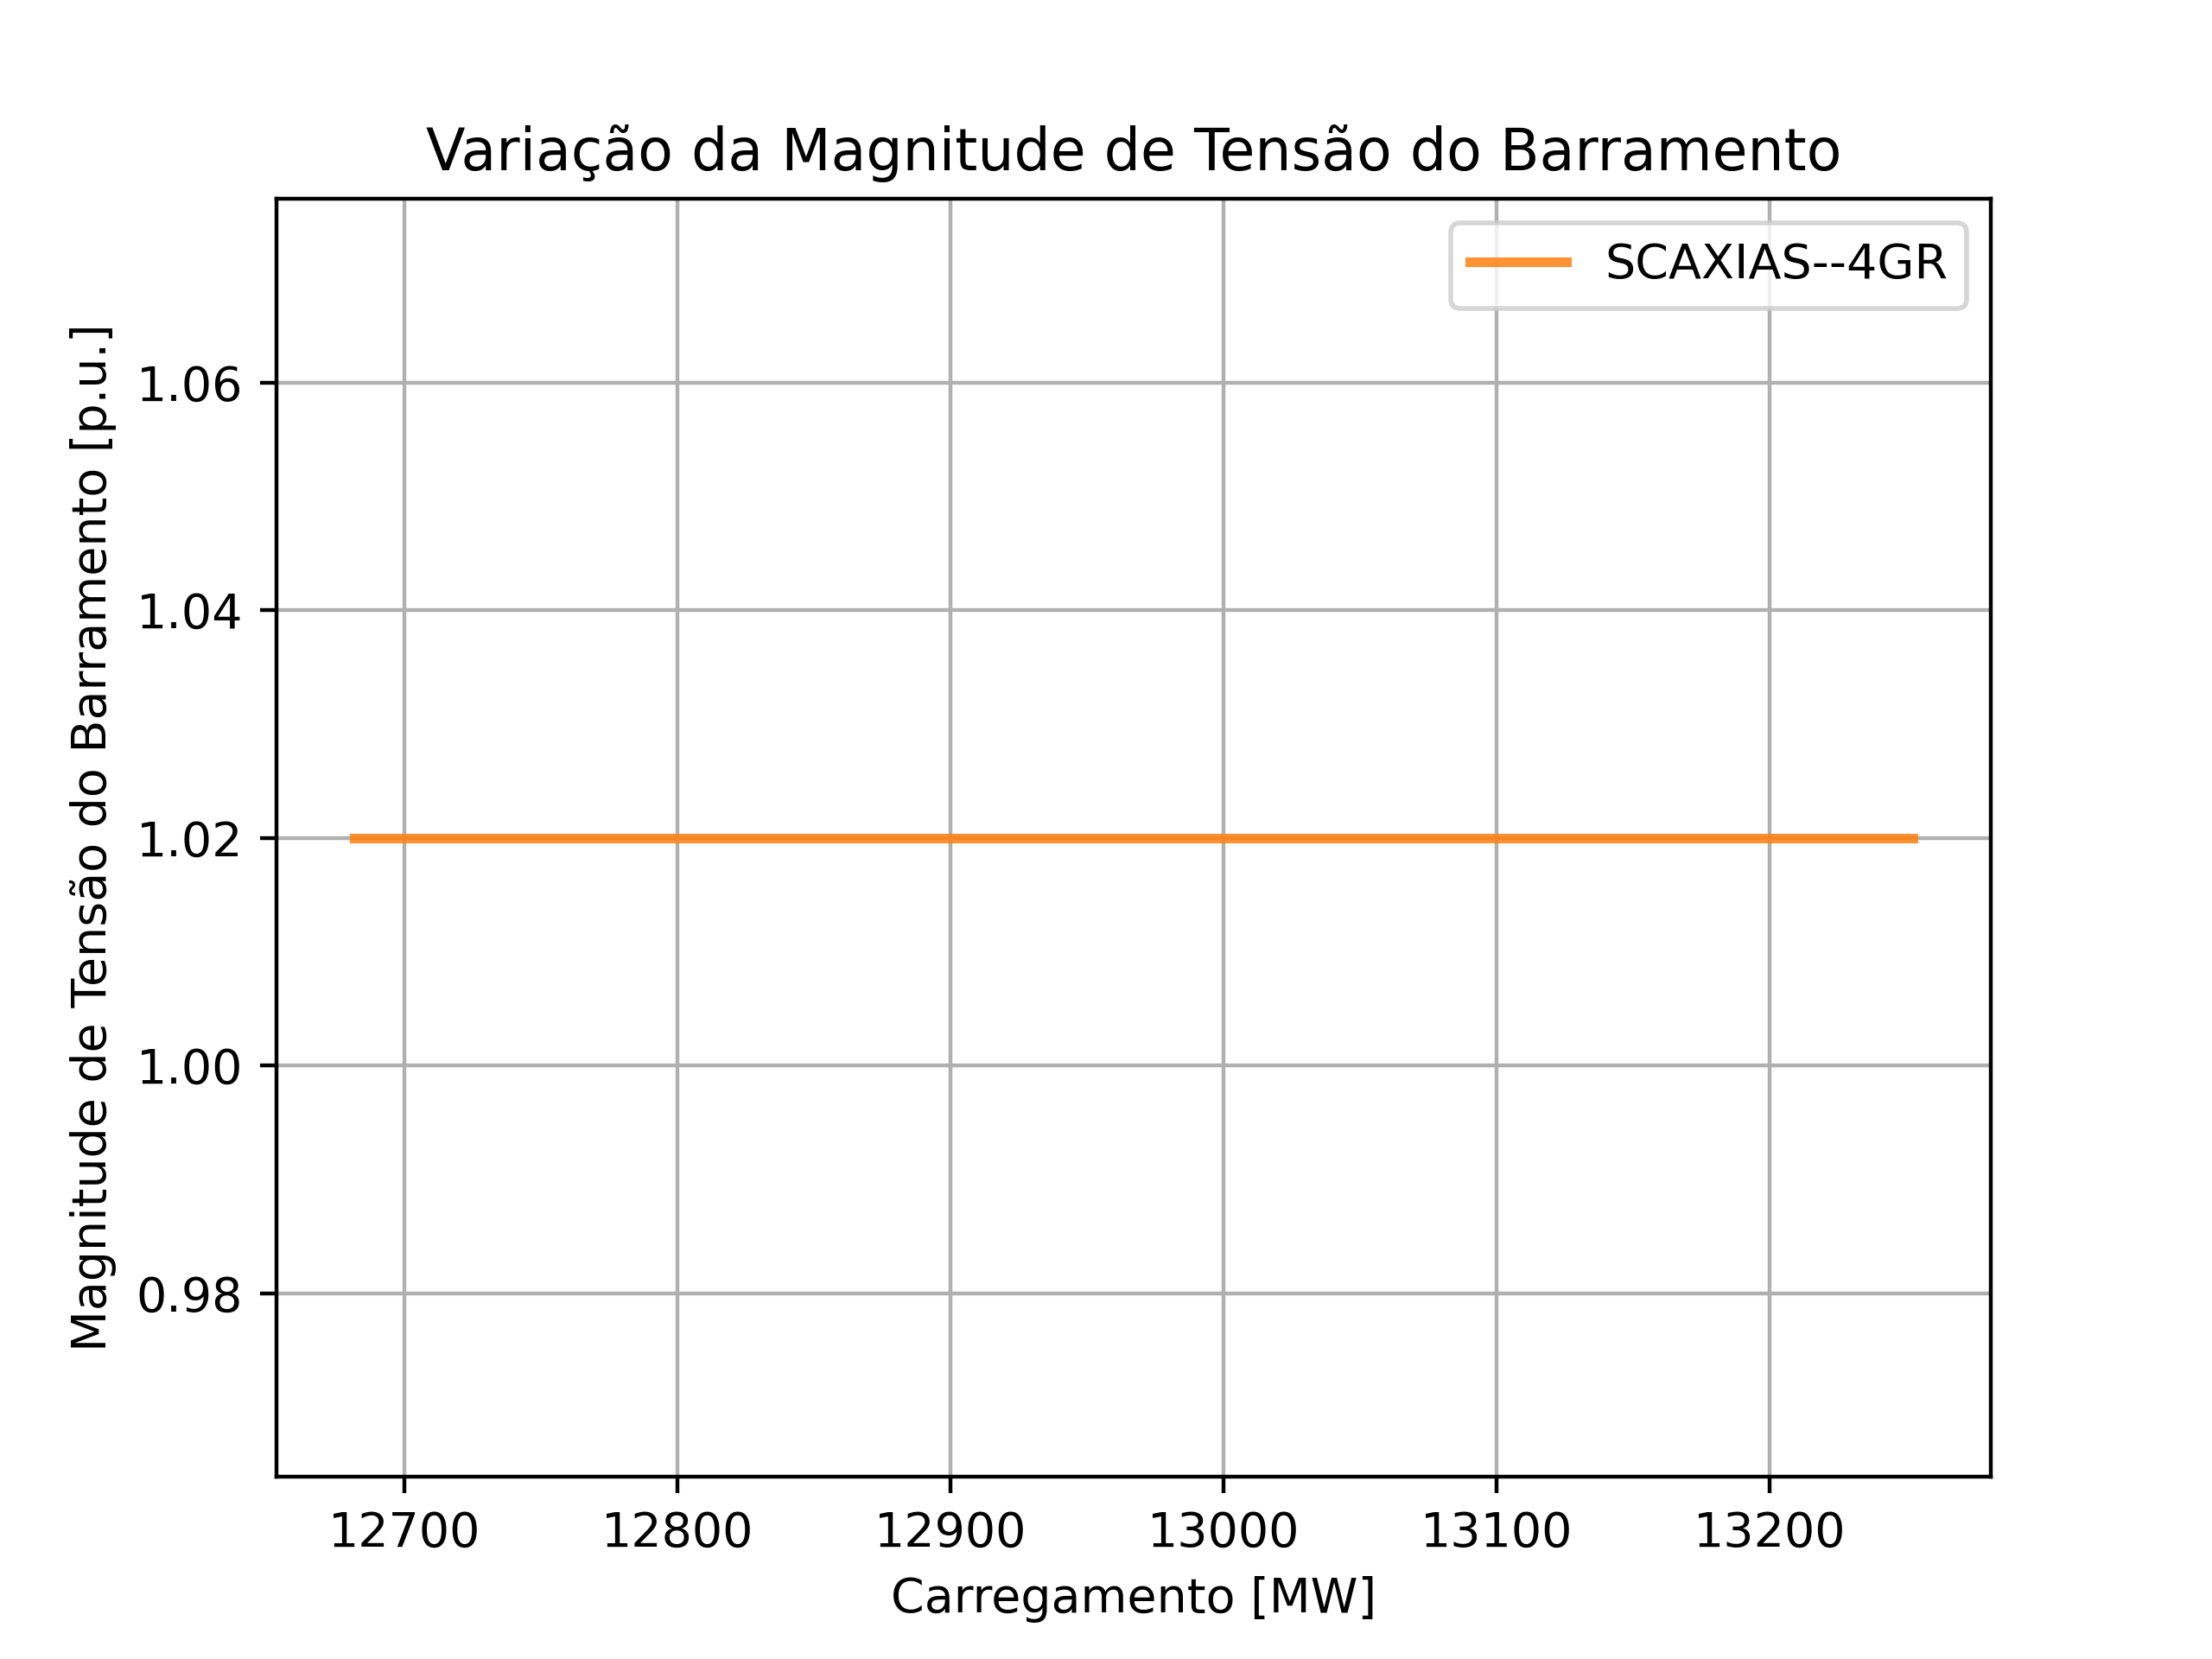 Variação da Magnitude de Tensão do Barramento
SCAXIAS--4GR
Magnitude de Tensão do Barramento [p.u.]
1.06
1.04
1.02
1.00
0.98
12700 12800 12900 13000 13100 13200
Carregamento [MW]